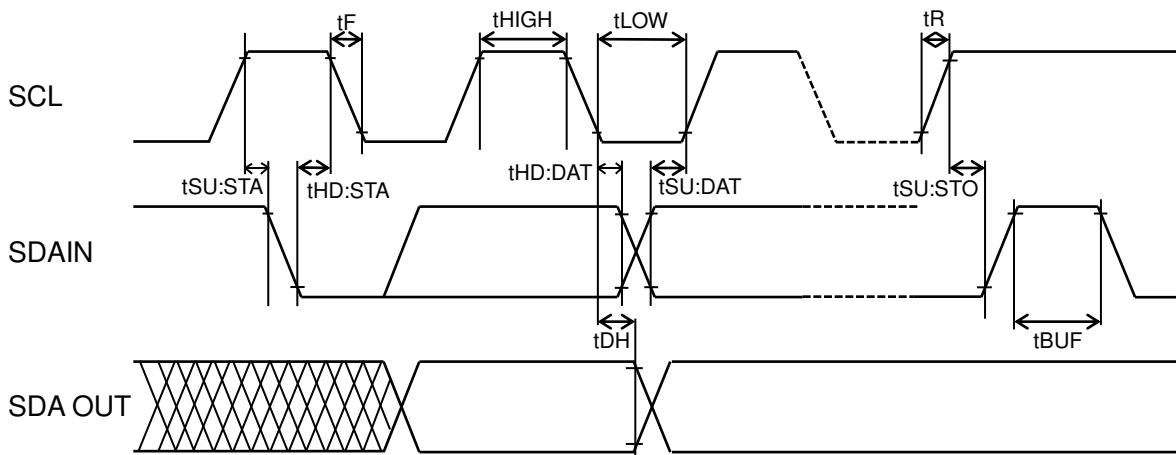 tF
tHIGH
tLOW
tR
SCL
tSU:STA
tHD:STA
tHD:DAT
tSU:DAT
tSU:STO
SDAIN
tDH
tBUF
SDA OUT